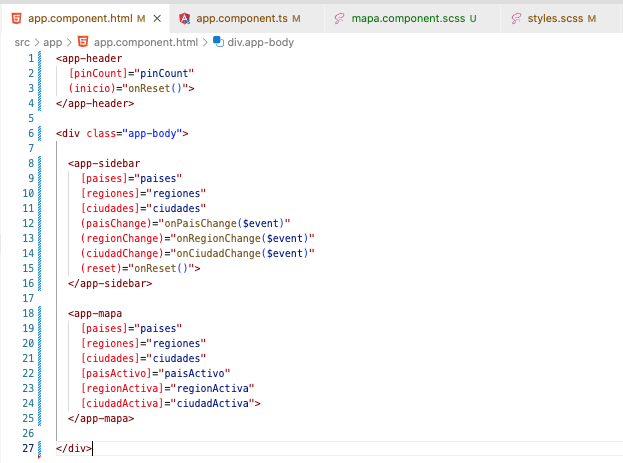 app.component.html M
app.component.ts M
mapa.component.scss U
styles.scss M
src > app > app.component.html > div.app-body
1 <app-header
2 [pinCount]="pinCount"
3 (inicio)="onReset()">
4 </app-header>
5
6 <div class="app-body">
7
8 <app-sidebar
9 [paises]="paises"
10 [regiones]="regiones"
11 [ciudades]="ciudades"
12 (paisChange)="onPaisChange($event)"
13 (regionChange)="onRegionChange($event)"
14 (ciudadChange)="onCiudadChange($event)"
15 (reset)="onReset()">
16 </app-sidebar>
17
18 <app-mapa
19 [paises]="paises"
20 [regiones]="regiones"
21 [ciudades]="ciudades"
22 [paisActivo]="paisActivo"
23 [regionActiva]="regionActiva"
24 [ciudadActiva]="ciudadActiva">
25 </app-mapa>
26
27 </div>